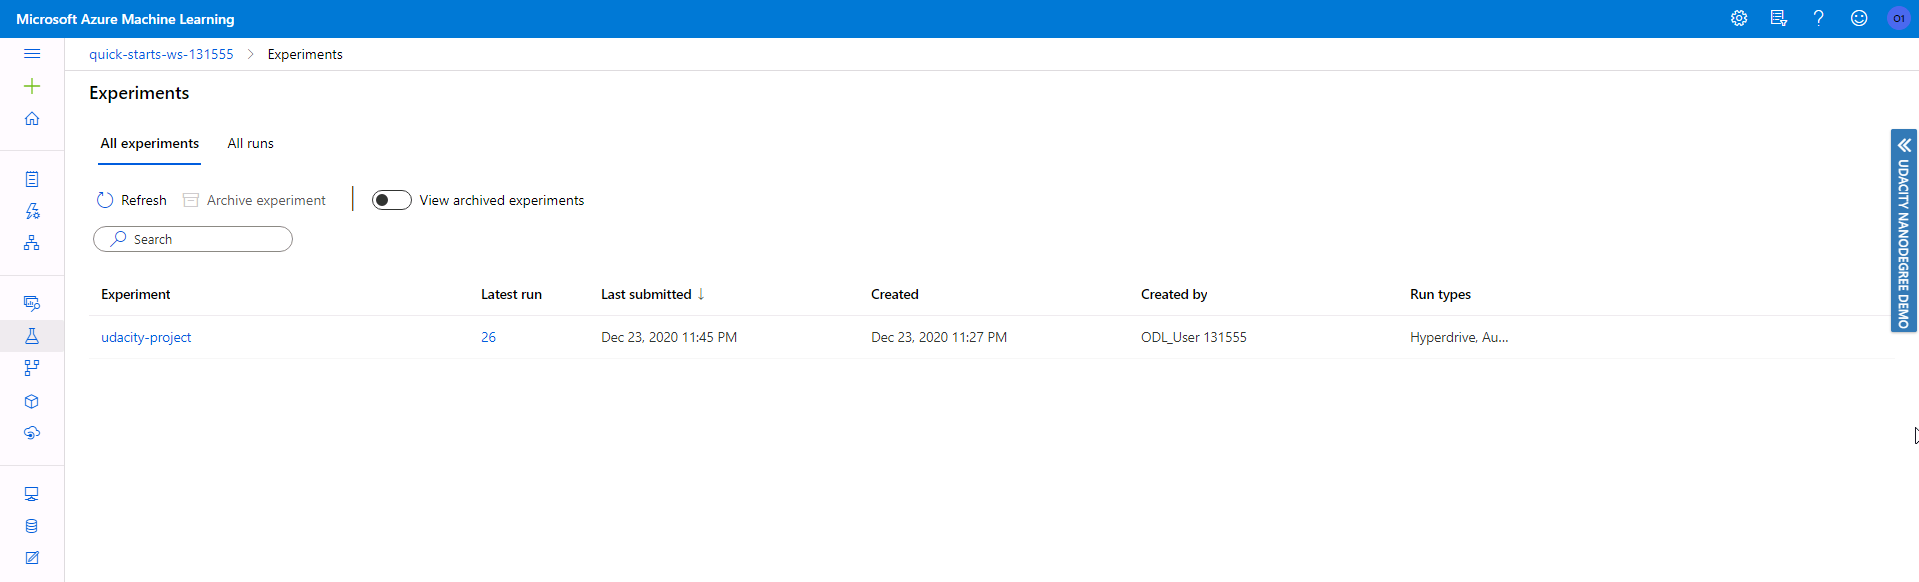 Microsoft Azure Machine Learning
O1
quick-starts-ws-131555 > Experiments
Experiments
All experiments All runs
Refresh Archive experiment View archived experiments
Search
Experiment Latest run Last submitted ↓ Created Created by Run types
udacity-project 26 Dec 23, 2020 11:45 PM Dec 23, 2020 11:27 PM ODL_User 131555 Hyperdrive, Au...
UDACITY NANODEGREE DEMO